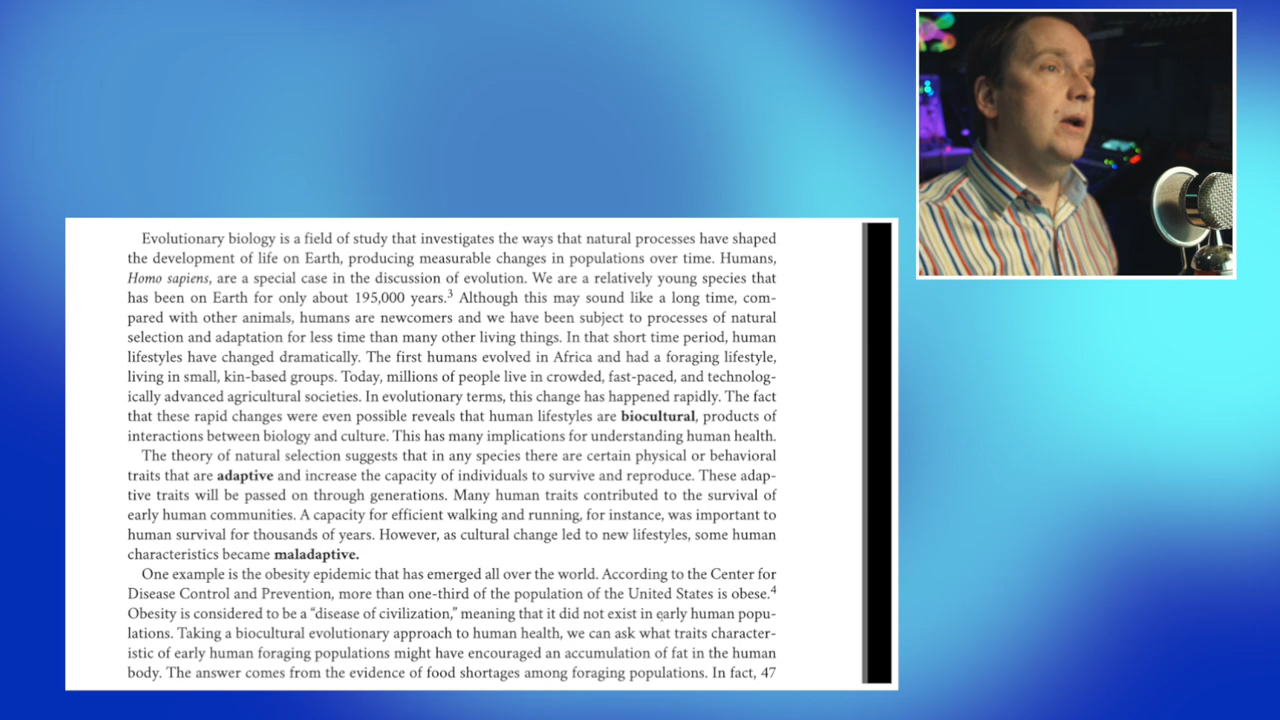 Evolutionary biology is a field of study that investigates the ways that natural processes have shaped
the development of life on Earth, producing measurable changes in populations over time. Humans,
Homo sapiens, are a special case in the discussion of evolution. We are a relatively young species that
has been on Earth for only about 195,000 years.³ Although this may sound like a long time, com-
pared with other animals, humans are newcomers and we have been subject to processes of natural
selection and adaptation for less time than many other living things. In that short time period, human
lifestyles have changed dramatically. The first humans evolved in Africa and had a foraging lifestyle,
living in small, kin-based groups. Today, millions of people live in crowded, fast-paced, and technolog-
ically advanced agricultural societies. In evolutionary terms, this change has happened rapidly. The fact
that these rapid changes were even possible reveals that human lifestyles are biocultural, products of
interactions between biology and culture. This has many implications for understanding human health.
The theory of natural selection suggests that in any species there are certain physical or behavioral
traits that are adaptive and increase the capacity of individuals to survive and reproduce. These adap-
tive traits will be passed on through generations. Many human traits contributed to the survival of
early human communities. A capacity for efficient walking and running, for instance, was important to
human survival for thousands of years. However, as cultural change led to new lifestyles, some human
characteristics became maladaptive.
One example is the obesity epidemic that has emerged all over the world. According to the Center for
Disease Control and Prevention, more than one-third of the population of the United States is obese.⁴
Obesity is considered to be a “disease of civilization,” meaning that it did not exist in early human popu-
lations. Taking a biocultural evolutionary approach to human health, we can ask what traits character-
istic of early human foraging populations might have encouraged an accumulation of fat in the human
body. The answer comes from the evidence of food shortages among foraging populations. In fact, 47